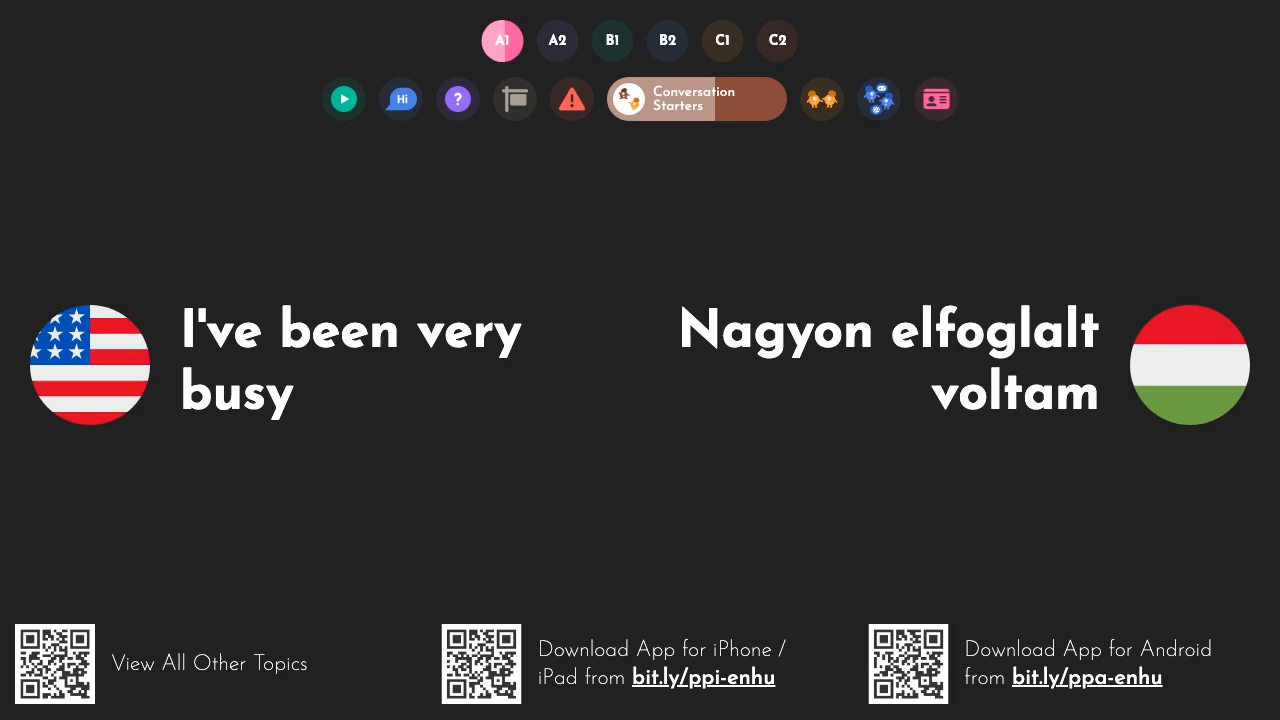 A1 A2 B1 B2 C1 C2
Hi ? Conversation
Starters
I've been very
busy
Nagyon elfoglalt
voltam
View All Other Topics
Download App for iPhone /
iPad from bit.ly/ppi-enhu
Download App for Android
from bit.ly/ppa-enhu